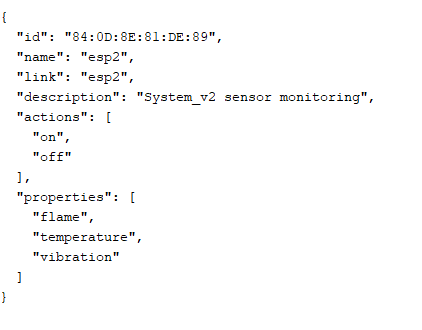 {
  "id": "84:0D:8E:81:DE:89",
  "name": "esp2",
  "link": "esp2",
  "description": "System_v2 sensor monitoring",
  "actions": [
    "on",
    "off"
  ],
  "properties": [
    "flame",
    "temperature",
    "vibration"
  ]
}